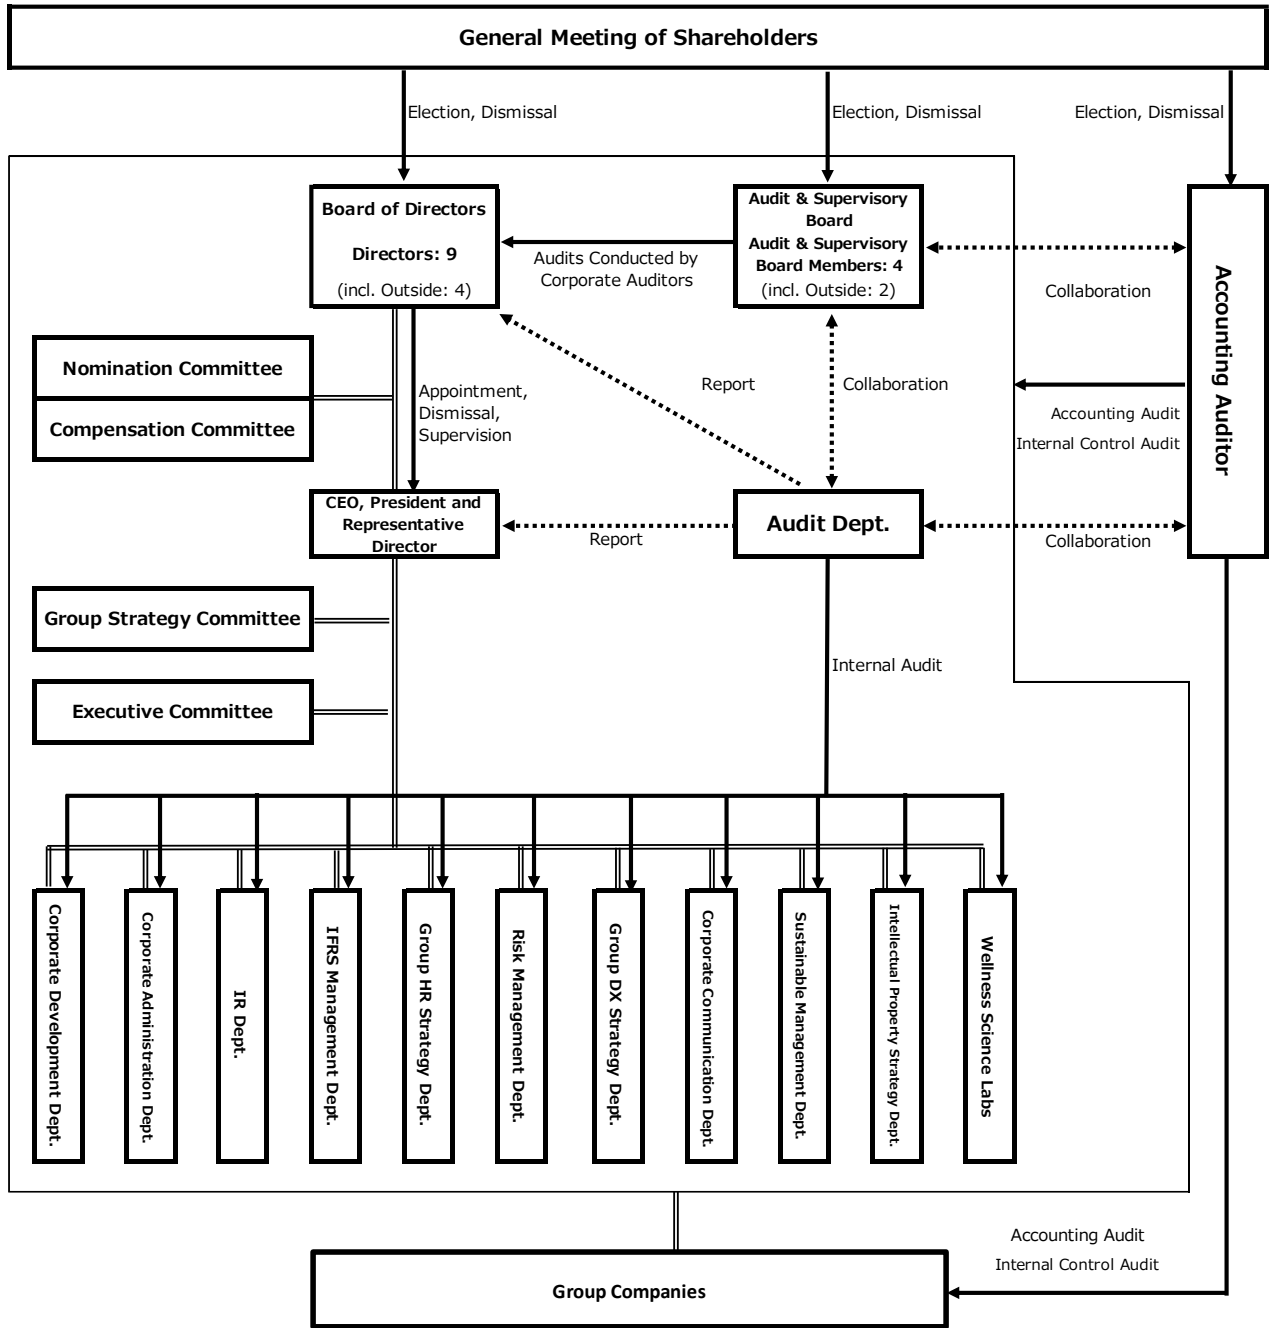 General Meeting of Shareholders
Election, Dismissal
Election, Dismissal
Election, Dismissal
Board of Directors
Directors: 9
(incl. Outside: 4)
Audits Conducted by
Corporate Auditors
Audit & Supervisory
Board
Audit & Supervisory
Board Members: 4
(incl. Outside: 2)
Collaboration
Accounting Auditor
Nomination Committee
Compensation Committee
Appointment,
Dismissal,
Supervision
Report
Collaboration
Accounting Audit
Internal Control Audit
CEO, President and
Representative
Director
Report
Audit Dept.
Collaboration
Group Strategy Committee
Internal Audit
Executive Committee
Corporate Development Dept.
Corporate Administration Dept.
IR Dept.
IFRS Management Dept.
Group HR Strategy Dept.
Risk Management Dept.
Group DX Strategy Dept.
Corporate Communication Dept.
Sustainable Management Dept.
Intellectual Property Strategy Dept.
Wellness Science Labs
Accounting Audit
Internal Control Audit
Group Companies